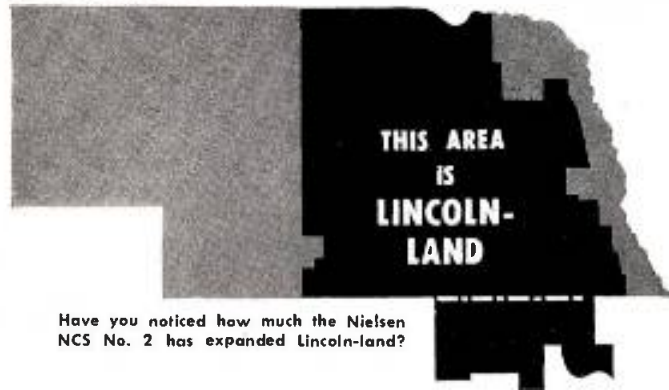 THIS AREA
iS
LINCOLN-
LAND
Have you noticed how much the Nielsen
NCS No. 2 has expanded Lincoln-land?